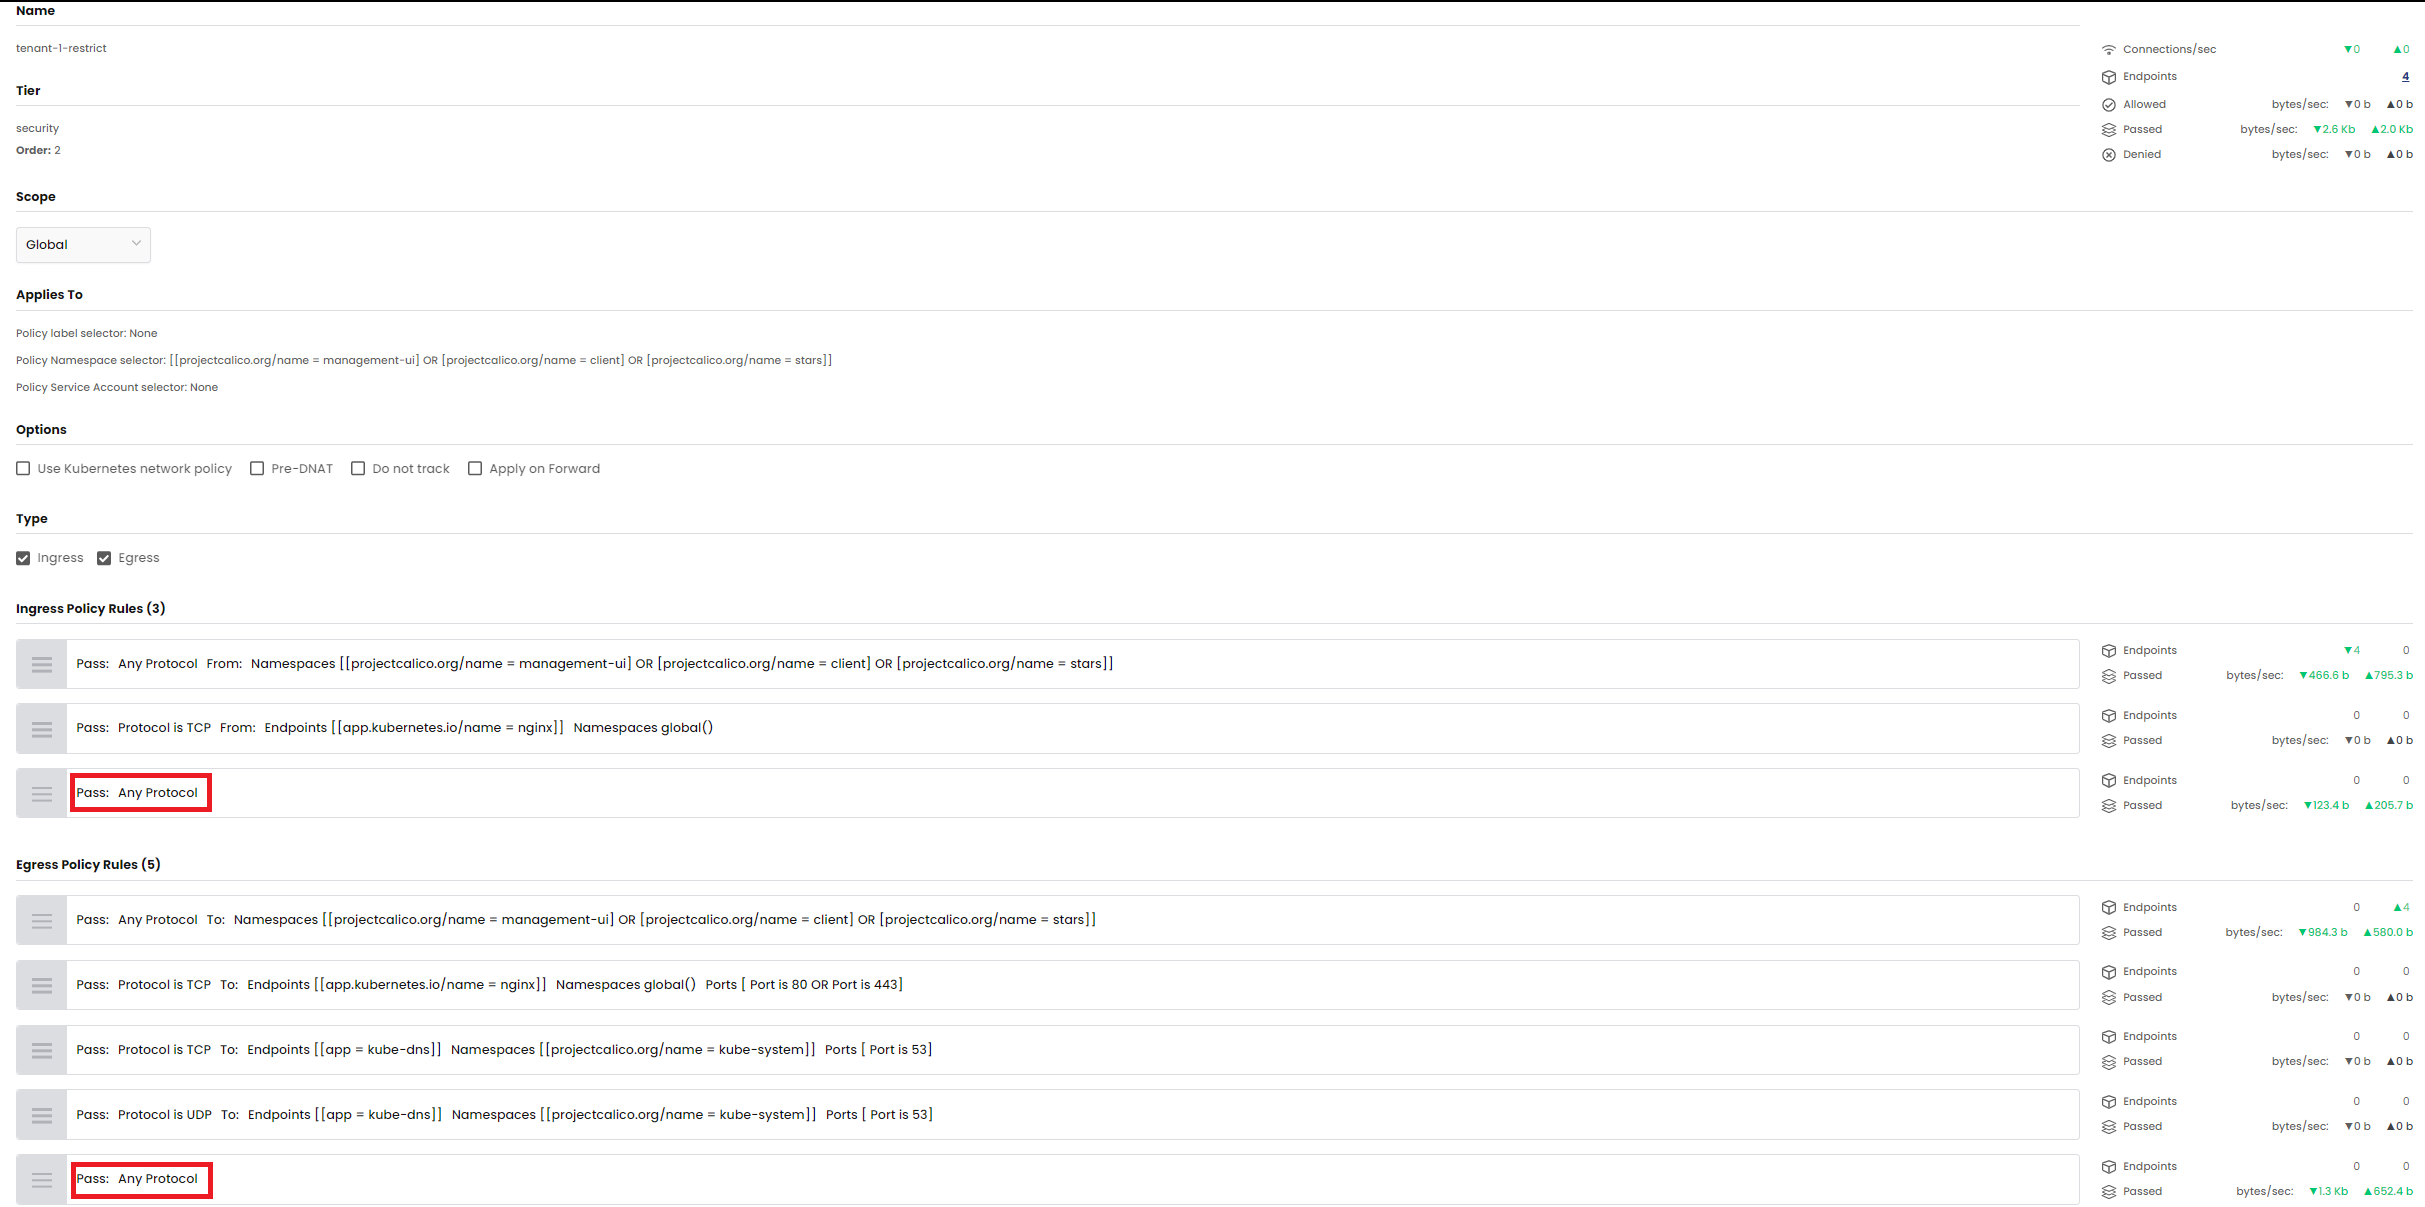 Name
tenant-1-restrict
Connections/sec ▼0 ▲0
Endpoints 4
Tier
Allowed bytes/sec: ▼0 b ▲0 b
security
Passed bytes/sec: ▼2.6 Kb ▲2.0 Kb
Order: 2
Denied bytes/sec: ▼0 b ▲0 b
Scope
Global
Applies To
Policy label selector: None
Policy Namespace selector: [[projectcalico.org/name = management-ui] OR [projectcalico.org/name = client] OR [projectcalico.org/name = stars]]
Policy Service Account selector: None
Options
Use Kubernetes network policy Pre-DNAT Do not track Apply on Forward
Type
Ingress Egress
Ingress Policy Rules (3)
Pass: Any Protocol From: Namespaces [[projectcalico.org/name = management-ui] OR [projectcalico.org/name = client] OR [projectcalico.org/name = stars]]
Endpoints ▼4 0
Passed bytes/sec: ▼466.6 b ▲795.3 b
Pass: Protocol is TCP From: Endpoints [[app.kubernetes.io/name = nginx]] Namespaces global()
Endpoints 0 0
Passed bytes/sec: ▼0 b ▲0 b
Pass: Any Protocol
Endpoints 0 0
Passed bytes/sec: ▼123.4 b ▲205.7 b
Egress Policy Rules (5)
Pass: Any Protocol To: Namespaces [[projectcalico.org/name = management-ui] OR [projectcalico.org/name = client] OR [projectcalico.org/name = stars]]
Endpoints 0 ▲4
Passed bytes/sec: ▼984.3 b ▲580.0 b
Pass: Protocol is TCP To: Endpoints [[app.kubernetes.io/name = nginx]] Namespaces global() Ports [ Port is 80 OR Port is 443]
Endpoints 0 0
Passed bytes/sec: ▼0 b ▲0 b
Pass: Protocol is TCP To: Endpoints [[app = kube-dns]] Namespaces [[projectcalico.org/name = kube-system]] Ports [ Port is 53]
Endpoints 0 0
Passed bytes/sec: ▼0 b ▲0 b
Pass: Protocol is UDP To: Endpoints [[app = kube-dns]] Namespaces [[projectcalico.org/name = kube-system]] Ports [ Port is 53]
Endpoints 0 0
Passed bytes/sec: ▼0 b ▲0 b
Pass: Any Protocol
Endpoints 0 0
Passed bytes/sec: ▼1.3 Kb ▲652.4 b